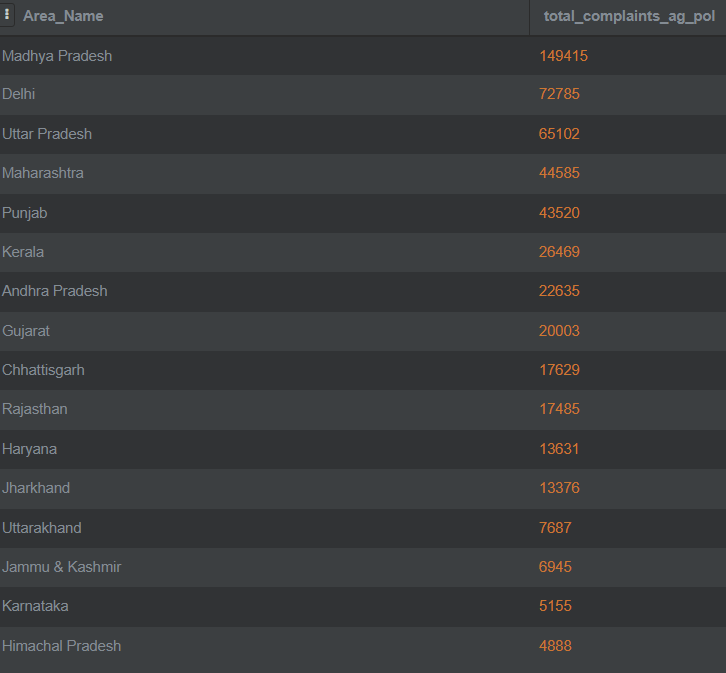 Area_Name total_complaints_ag_pol
Madhya Pradesh 149415
Delhi 72785
Uttar Pradesh 65102
Maharashtra 44585
Punjab 43520
Kerala 26469
Andhra Pradesh 22635
Gujarat 20003
Chhattisgarh 17629
Rajasthan 17485
Haryana 13631
Jharkhand 13376
Uttarakhand 7687
Jammu & Kashmir 6945
Karnataka 5155
Himachal Pradesh 4888